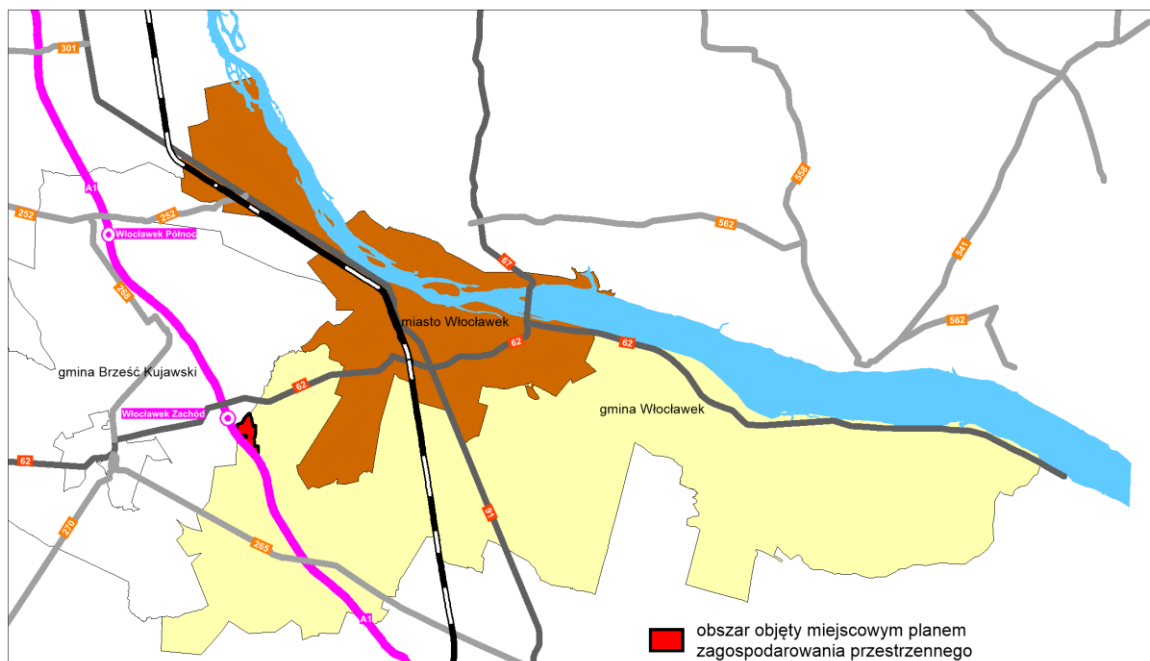 301
A1
252
252
Włocławek Północ
268
67
558
562
541
562
miasto Włocławek
62
62
62
gmina Brześć Kujawski
Włocławek Zachód
gmina Włocławek
62
91
270
265
A1
obszar objęty miejscowym planem
zagospodarowania przestrzennego